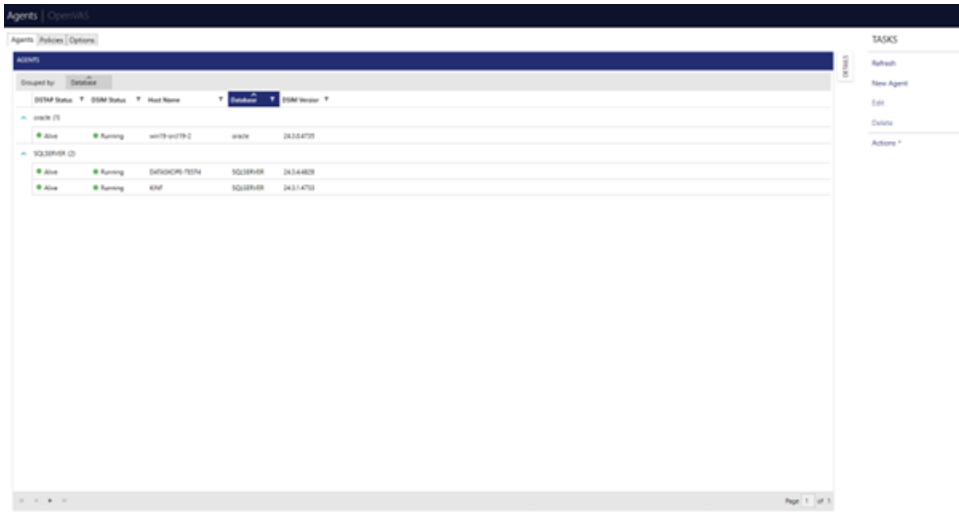 Agents | OpenVAS
Agents Policies Options
TASKS
AGENTS
DETAILS
Refresh
Grouped by: Database
New Agent
DSTAP Status DSIM Status Host Name Database DSIM Version
Edit
oracle (1)
Delete
Alive Running oracle
Actions
SQLSERVER (2)
Alive Running SQLSERVER
Alive Running SQLSERVER
Page 1 of 1